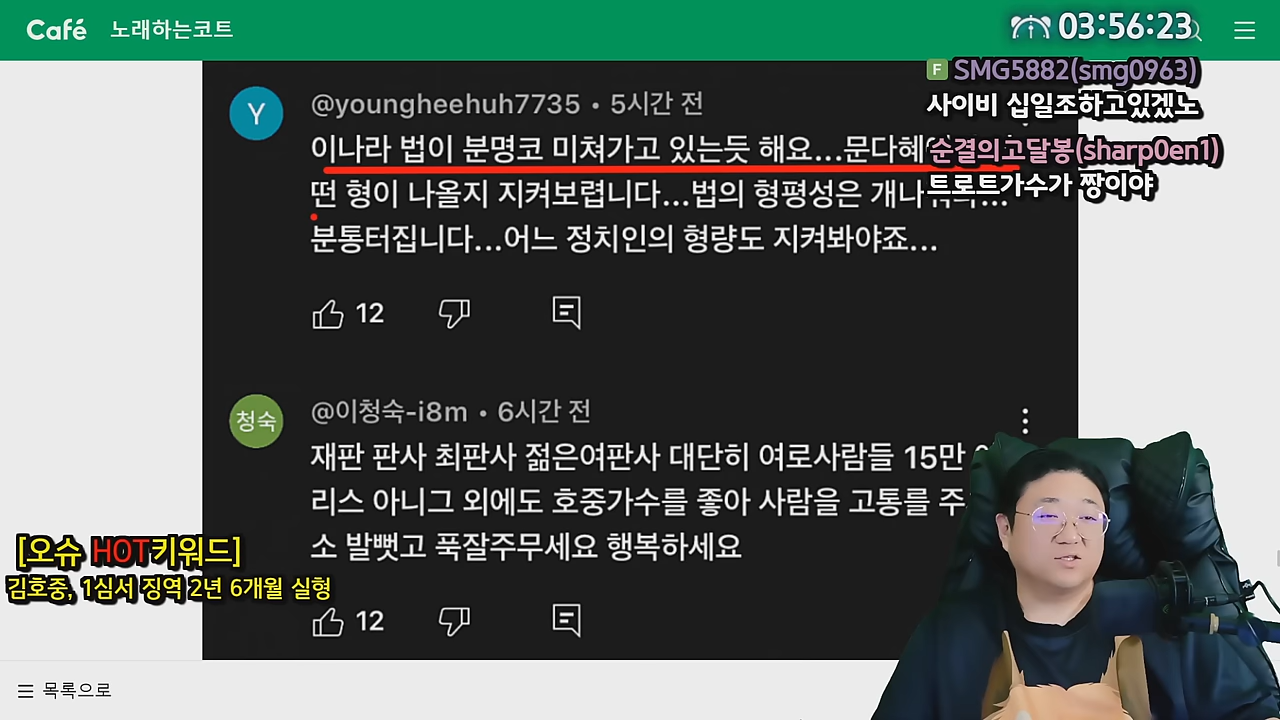 Café 노래하는코트
03:56:23
F SMG5882(smg0963)
사이비 십일조하고있겠노
순결의고달봉(sharp0en1)
트로트가수가 짱이야
Y
@youngheehuh7735 • 5시간 전
이나라 법이 분명코 미쳐가고 있는듯 해요...문다혜
떤 형이 나올지 지켜보렵니다...법의 형평성은 개나
분통터집니다...어느 정치인의 형량도 지켜봐야죠...
12
청숙
@이청숙-i8m • 6시간 전
재판 판사 최판사 젊은여판사 대단히 여로사람들 15만
리스 아니그 외에도 호중가수를 좋아 사람을 고통를 주
소 발뻣고 푹잘주무세요 행복하세요
12
[오슈 HOT키워드]
김호중, 1심서 징역 2년 6개월 실형
목록으로